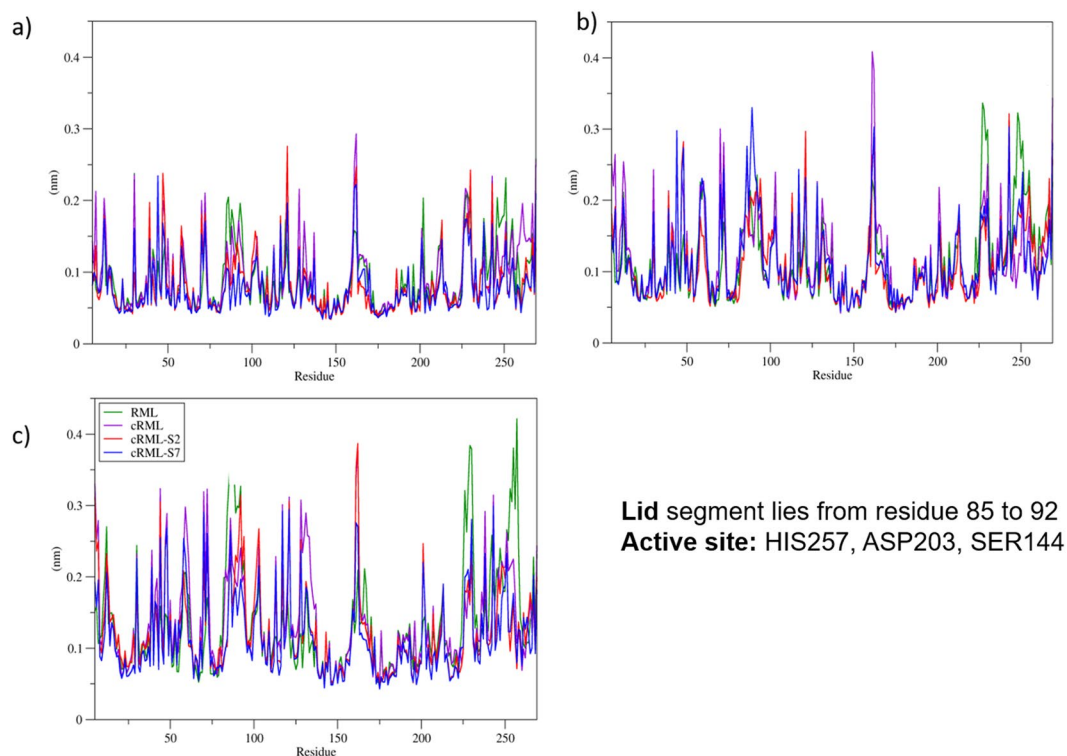 a)
0.4
0.3
0.2
0.1
0
(nm)
50
100
150
200
250
Residue
b)
0.4
0.3
0.2
0.1
0
(nm)
50
100
150
200
250
Residue
c)
0.4
0.3
0.2
0.1
0
(nm)
RML
cRML
cRML-S2
cRML-S7
50
100
150
200
250
Residue
Lid segment lies from residue 85 to 92
Active site: HIS257, ASP203, SER144